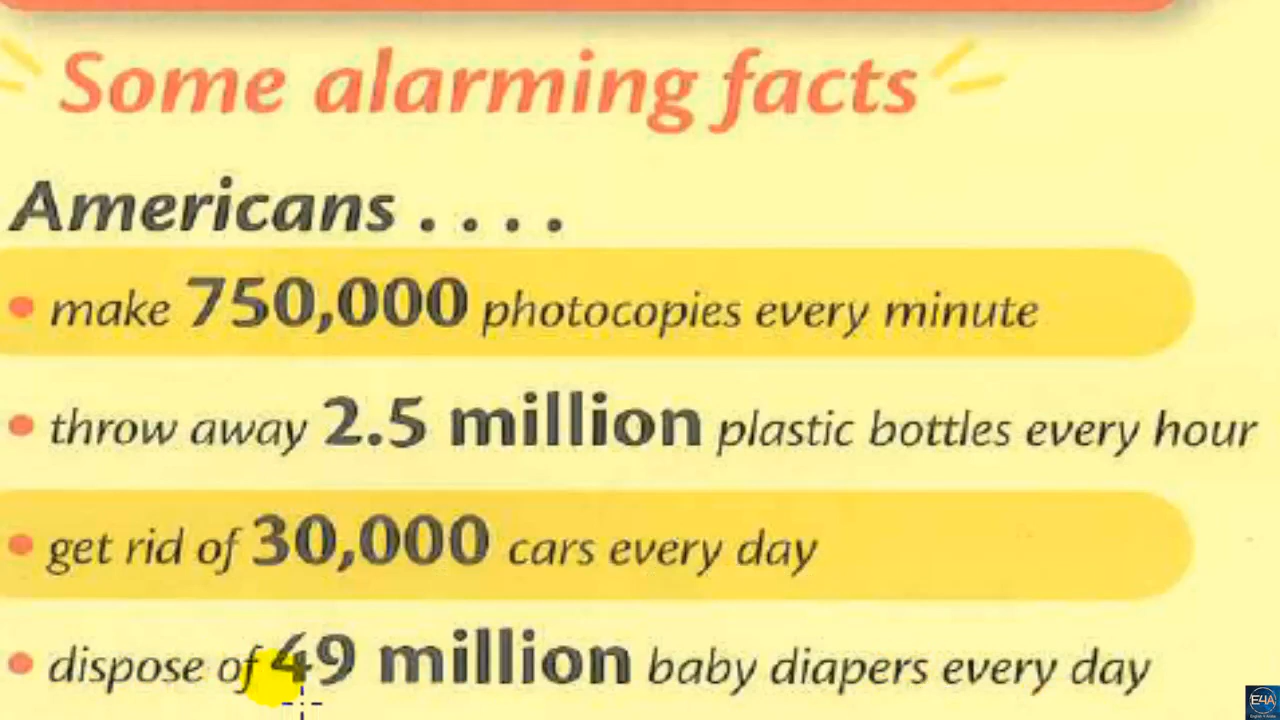 Some alarming facts
Americans . . . .
• make 750,000 photocopies every minute
• throw away 2.5 million plastic bottles every hour
• get rid of 30,000 cars every day
• dispose of 49 million baby diapers every day
E4A